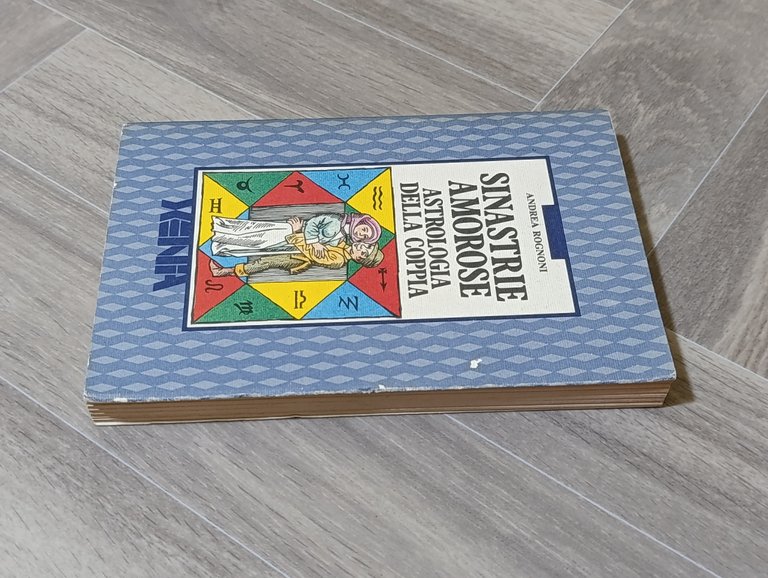 ANDREA ROGNONI
SINASTRIE
AMOROSE
ASTROLOGIA
DELLA COPPIA
XENIA